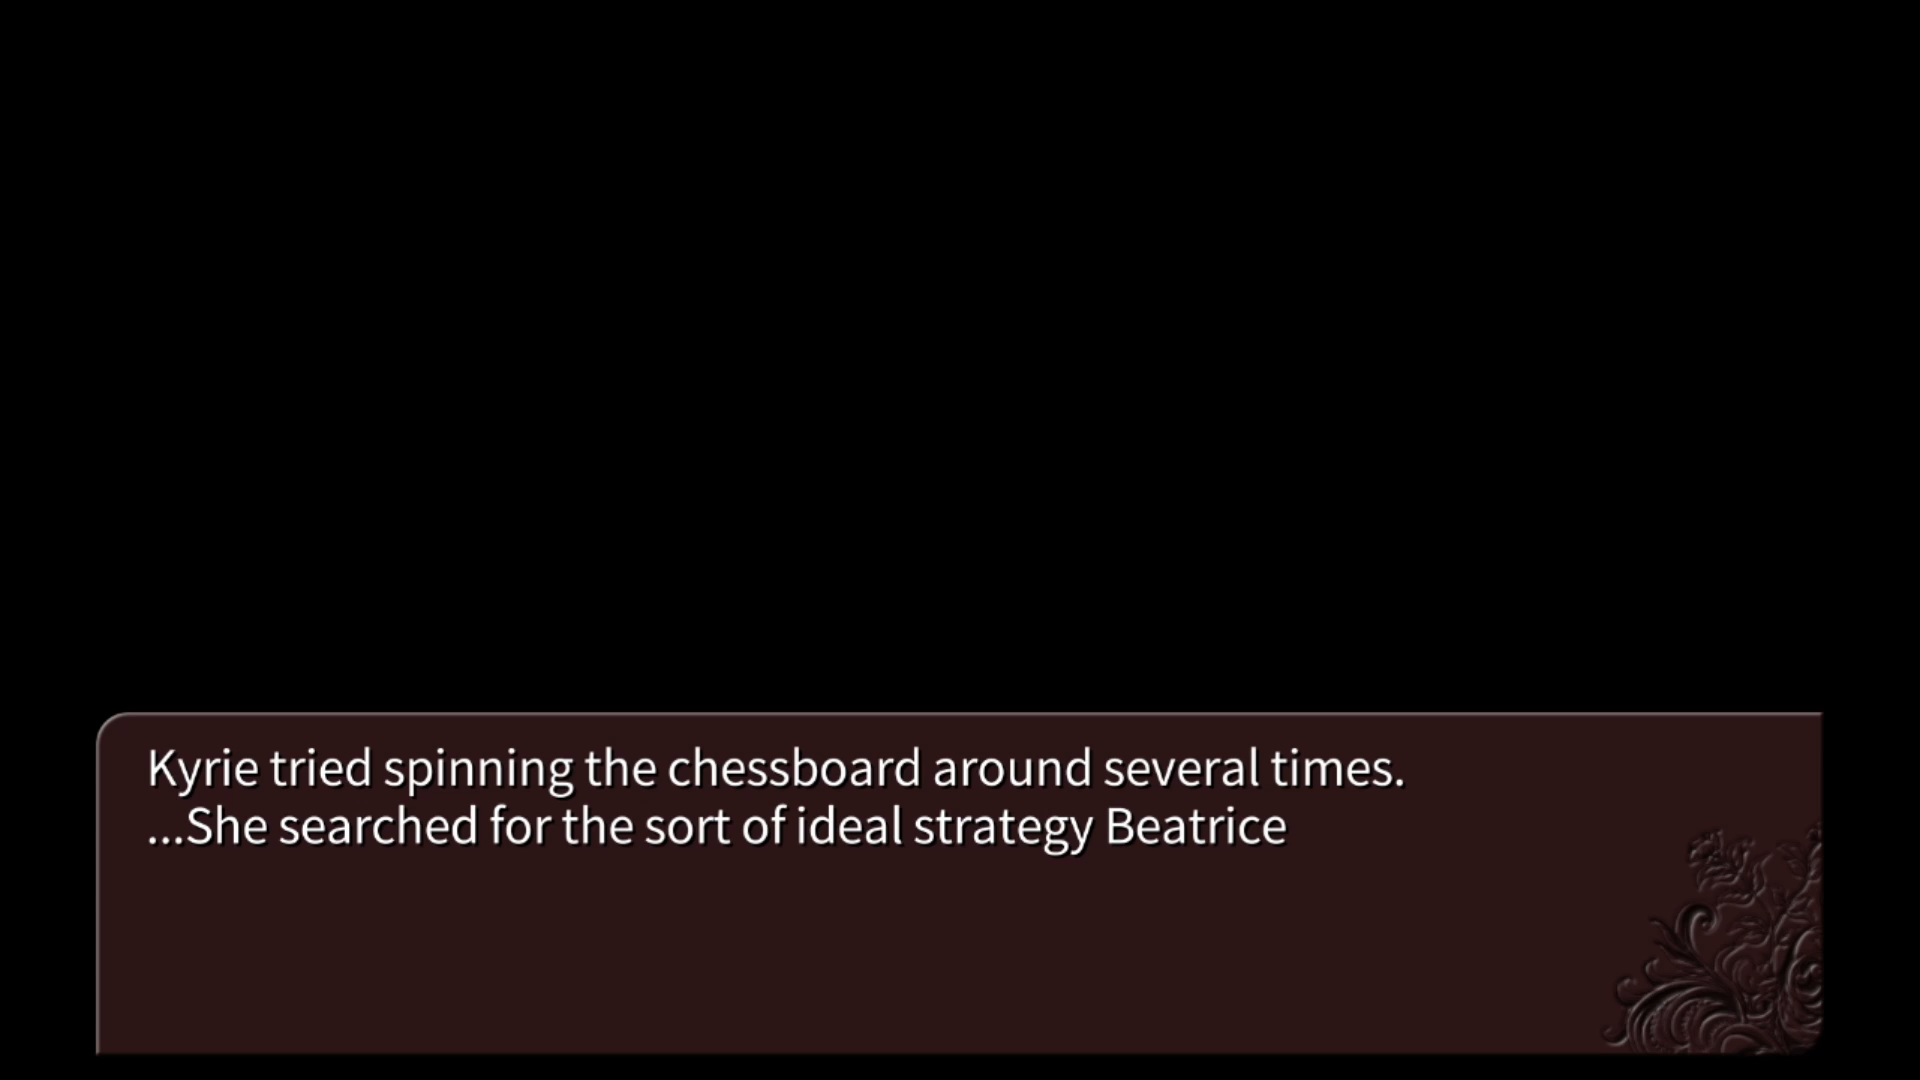 Kyrie tried spinning the chessboard around several times.
...She searched for the sort of ideal strategy Beatrice